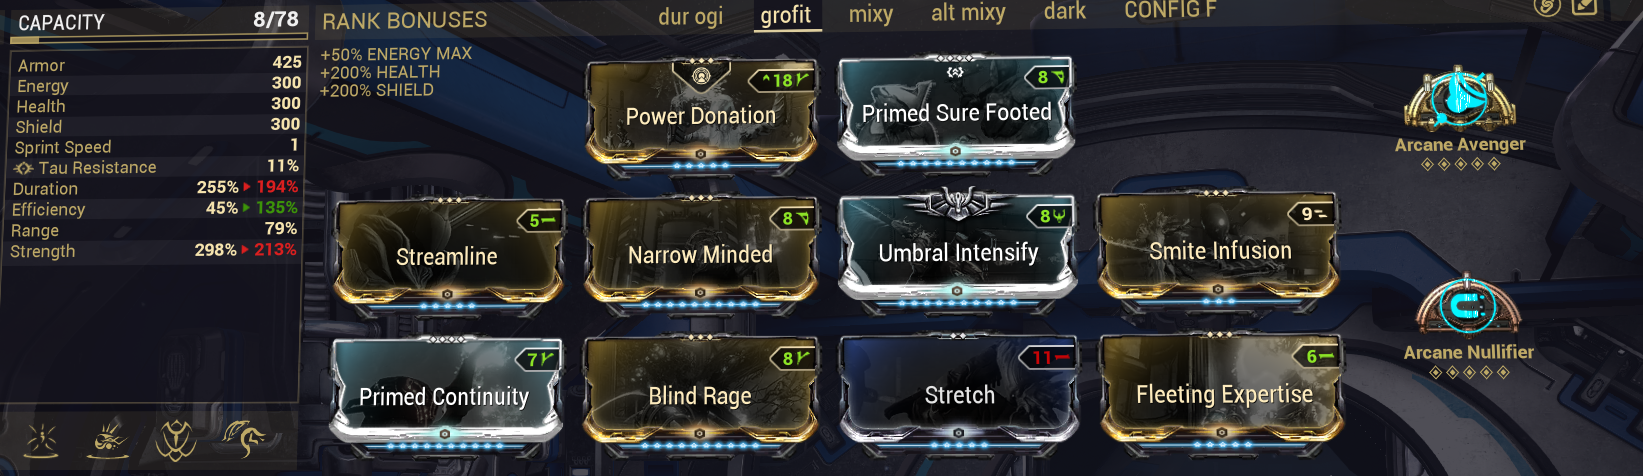 CAPACITY 8/78
RANK BONUSES
dur ogi grofit mixy alt mixy dark CONFIG F
+50% ENERGY MAX
+200% HEALTH
+200% SHIELD
Armor 425
Energy 300
Health 300
Shield 300
Sprint Speed 1
Tau Resistance 11%
Duration 255% ▸ 194%
Efficiency 45% ▸ 135%
Range 79%
Strength 298% ▸ 213%
^18
Power Donation
8
Primed Sure Footed
Arcane Avenger
5
Streamline
8
Narrow Minded
8
Umbral Intensify
9
Smite Infusion
7
Primed Continuity
8
Blind Rage
11
Stretch
6
Fleeting Expertise
Arcane Nullifier